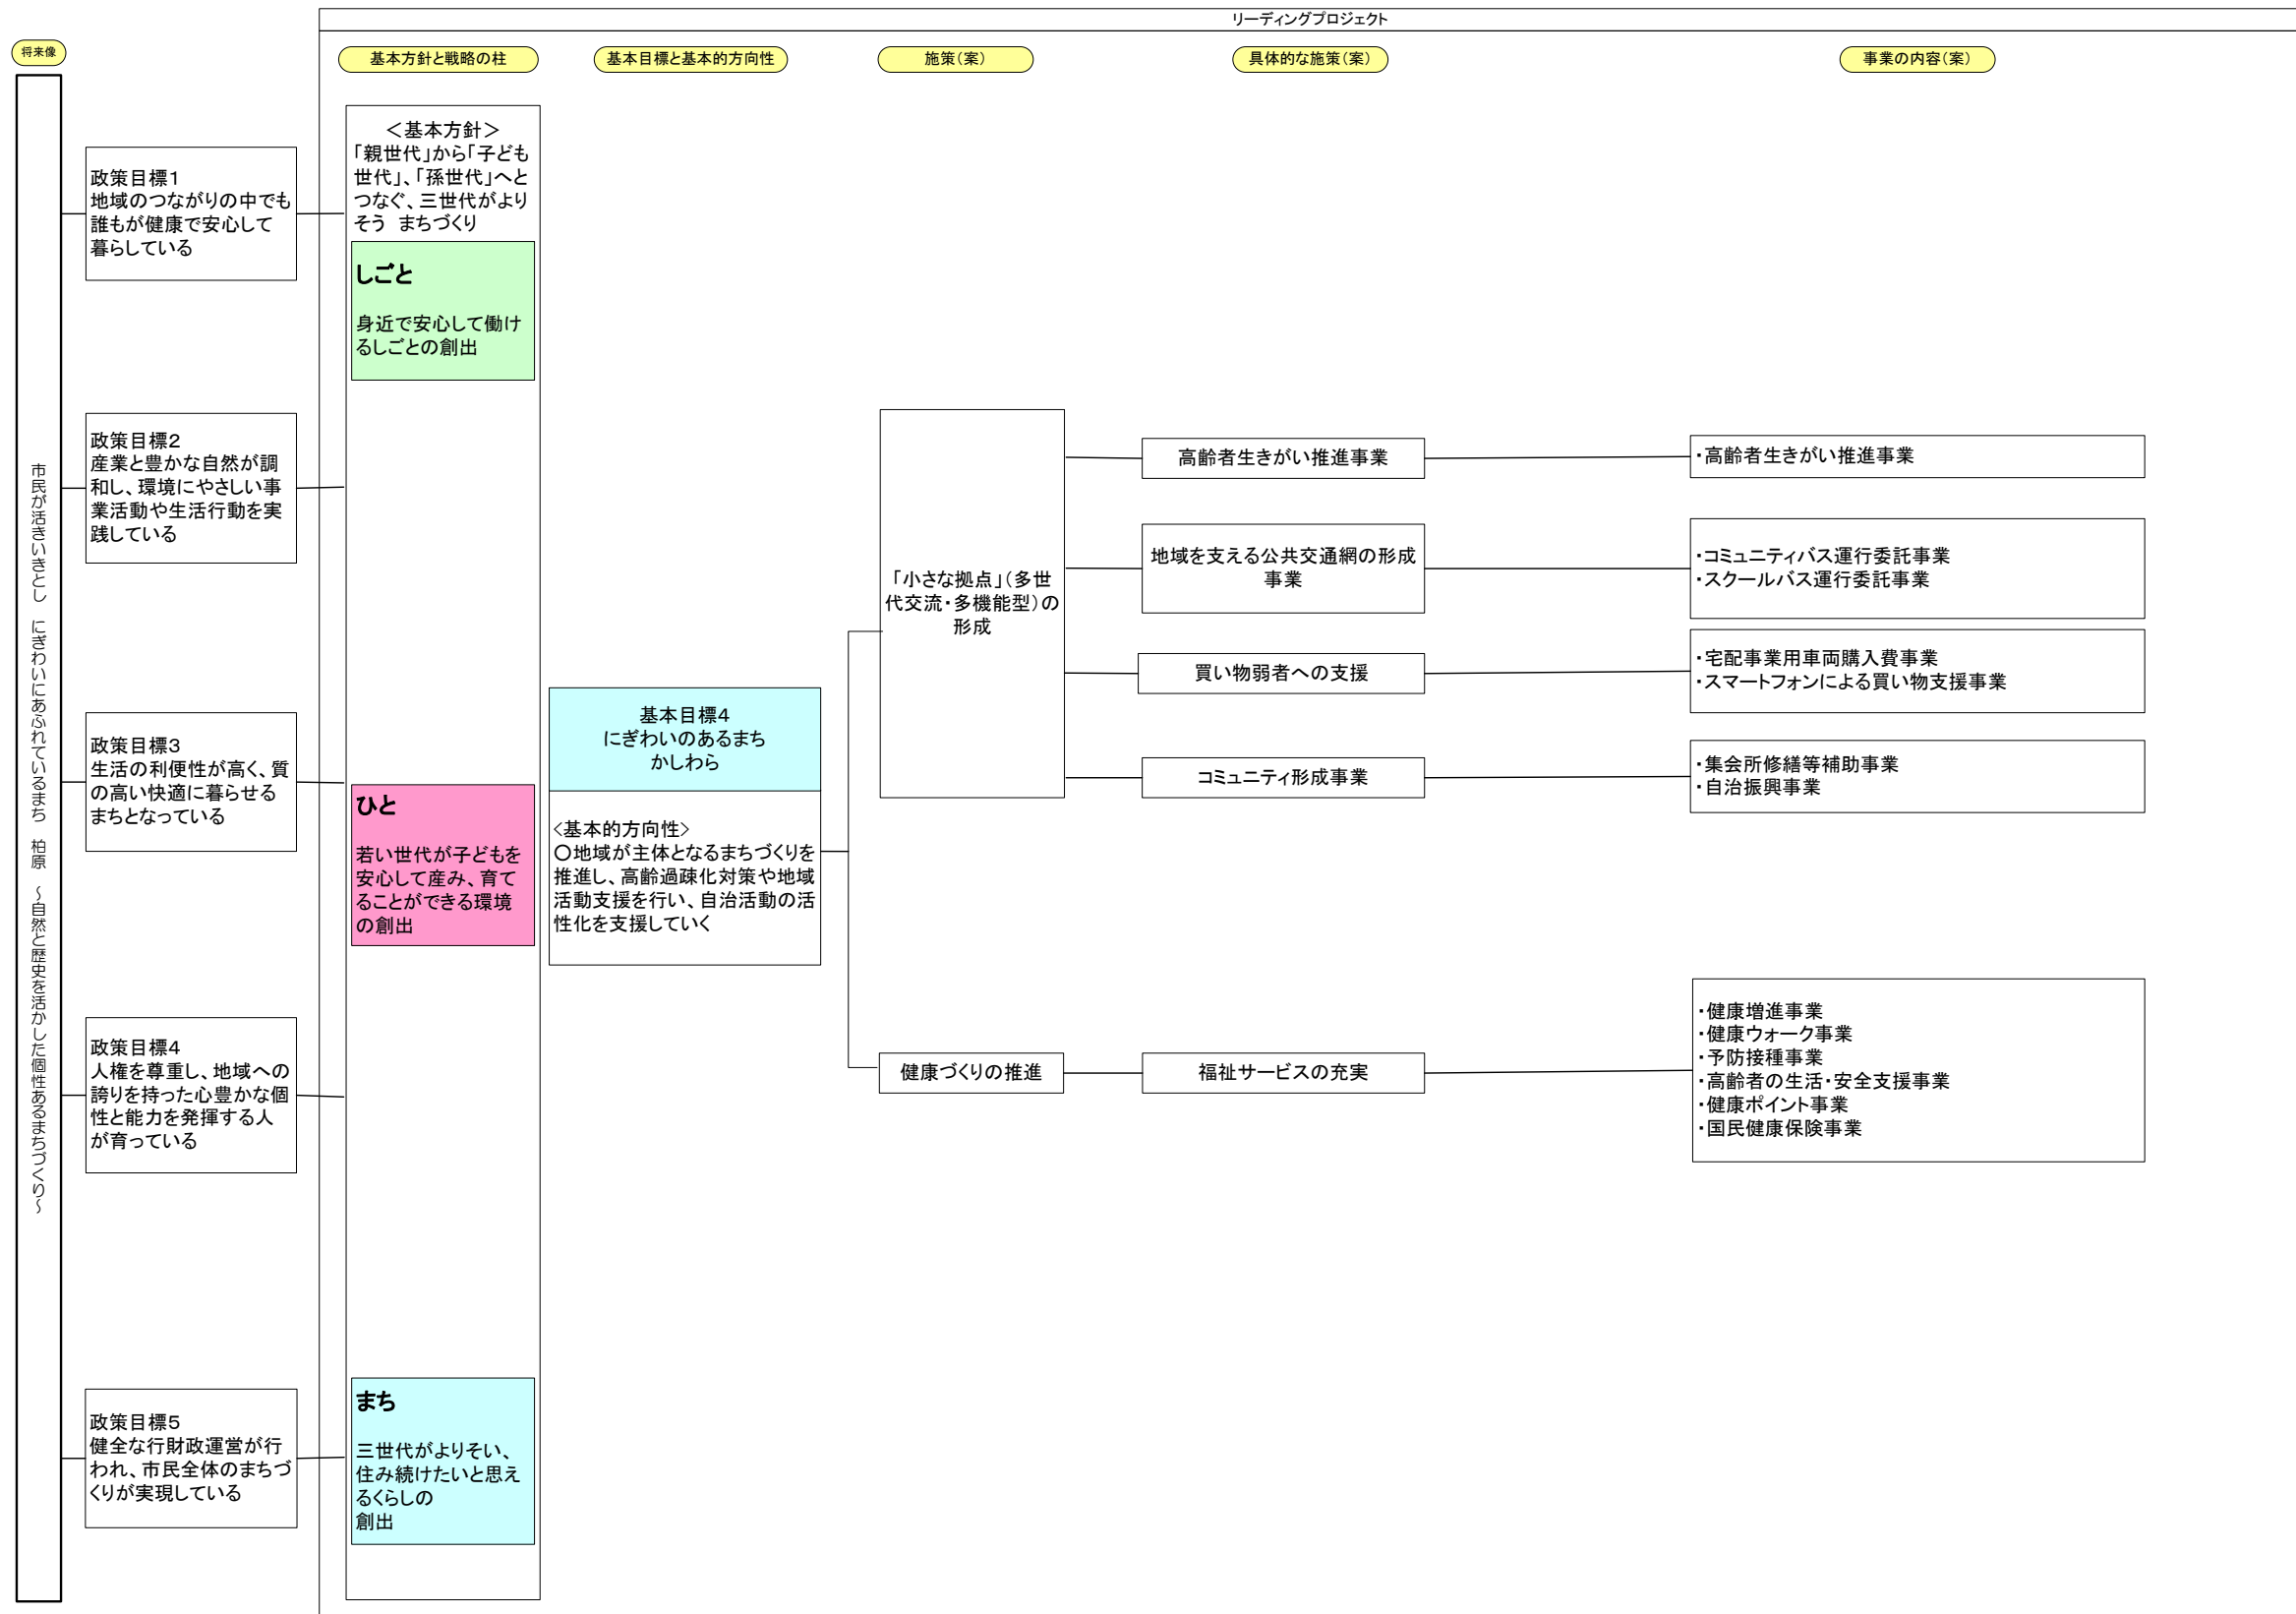 リーディングプロジェクト
将来像
基本方針と戦略の柱
基本目標と基本的方向性
施策（案）
具体的な施策（案）
事業の内容（案）
市民が活きいきとし　にぎわいにあふれているまち　柏原　～自然と歴史を活かした個性あるまちづくり～
政策目標１
地域のつながりの中でも
誰もが健康で安心して
暮らしている
政策目標２
産業と豊かな自然が調
和し、環境にやさしい事
業活動や生活行動を実
践している
政策目標３
生活の利便性が高く、質
の高い快適に暮らせる
まちとなっている
政策目標４
人権を尊重し、地域への
誇りを持った心豊かな個
性と能力を発揮する人
が育っている
政策目標５
健全な行財政運営が行
われ、市民全体のまちづ
くりが実現している
＜基本方針＞
「親世代」から「子ども
世代」、「孫世代」へと
つなぐ、三世代がより
そう　まちづくり
しごと
身近で安心して働け
るしごとの創出
ひと
若い世代が子どもを
安心して産み、育て
ることができる環境
の創出
まち
三世代がよりそい、
住み続けたいと思え
るくらしの
創出
基本目標４
にぎわいのあるまち
かしわら
<基本的方向性>
○地域が主体となるまちづくりを
推進し、高齢過疎化対策や地域
活動支援を行い、自治活動の活
性化を支援していく
「小さな拠点」（多世
代交流・多機能型）の
形成
健康づくりの推進
高齢者生きがい推進事業
地域を支える公共交通網の形成
事業
買い物弱者への支援
コミュニティ形成事業
福祉サービスの充実
・高齢者生きがい推進事業
・コミュニティバス運行委託事業
・スクールバス運行委託事業
・宅配事業用車両購入費事業
・スマートフォンによる買い物支援事業
・集会所修繕等補助事業
・自治振興事業
・健康増進事業
・健康ウォーク事業
・予防接種事業
・高齢者の生活・安全支援事業
・健康ポイント事業
・国民健康保険事業